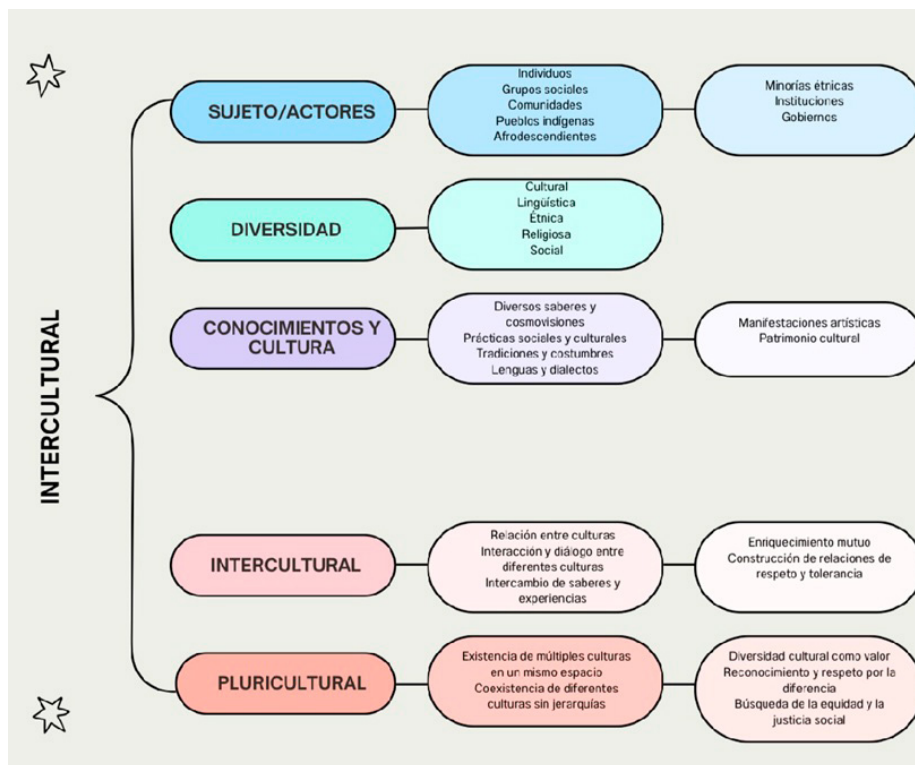 INTERCULTURAL
SUJETO/ACTORES
Individuos
Grupos sociales
Comunidades
Pueblos indígenas
Afrodescendientes
Minorías étnicas
Instituciones
Gobiernos
DIVERSIDAD
Cultural
Lingüística
Étnica
Religiosa
Social
CONOCIMIENTOS Y
CULTURA
Diversos saberes y
cosmovisiones
Prácticas sociales y culturales
Tradiciones y costumbres
Lenguas y dialectos
Manifestaciones artísticas
Patrimonio cultural
INTERCULTURAL
Relación entre culturas
Interacción y diálogo entre
diferentes culturas
Intercambio de saberes y
experiencias
Enriquecimiento mutuo
Construcción de relaciones de
respeto y tolerancia
PLURICULTURAL
Existencia de múltiples culturas
en un mismo espacio
Coexistencia de diferentes
culturas sin jerarquías
Diversidad cultural como valor
Reconocimiento y respeto por la
diferencia
Búsqueda de la equidad y la
justicia social